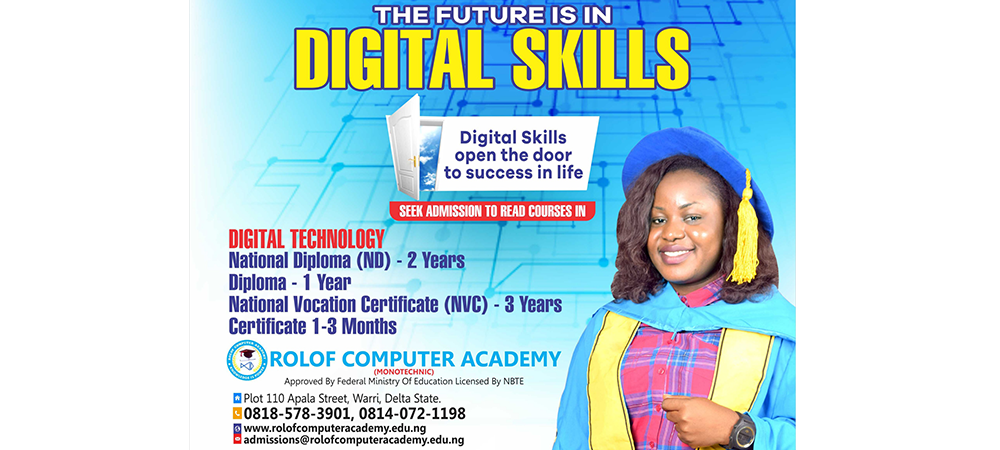 THE FUTURE IS IN
DIGITAL SKILLS
Digital Skills
open the door
to success in life
SEEK ADMISSION TO READ COURSES IN
DIGITAL TECHNOLOGY
National Diploma (ND) - 2 Years
Diploma - 1 Year
National Vocation Certificate (NVC) - 3 Years
Certificate 1-3 Months
ROLOF COMPUTER ACADEMY
(MONOTECHNIC)
Approved By Federal Ministry Of Education Licensed By NBTE
Plot 110 Apala Street, Warri, Delta State.
0818-578-3901, 0814-072-1198
www.rolofcomputeracademy.edu.ng
admissions@rolofcomputeracademy.edu.ng